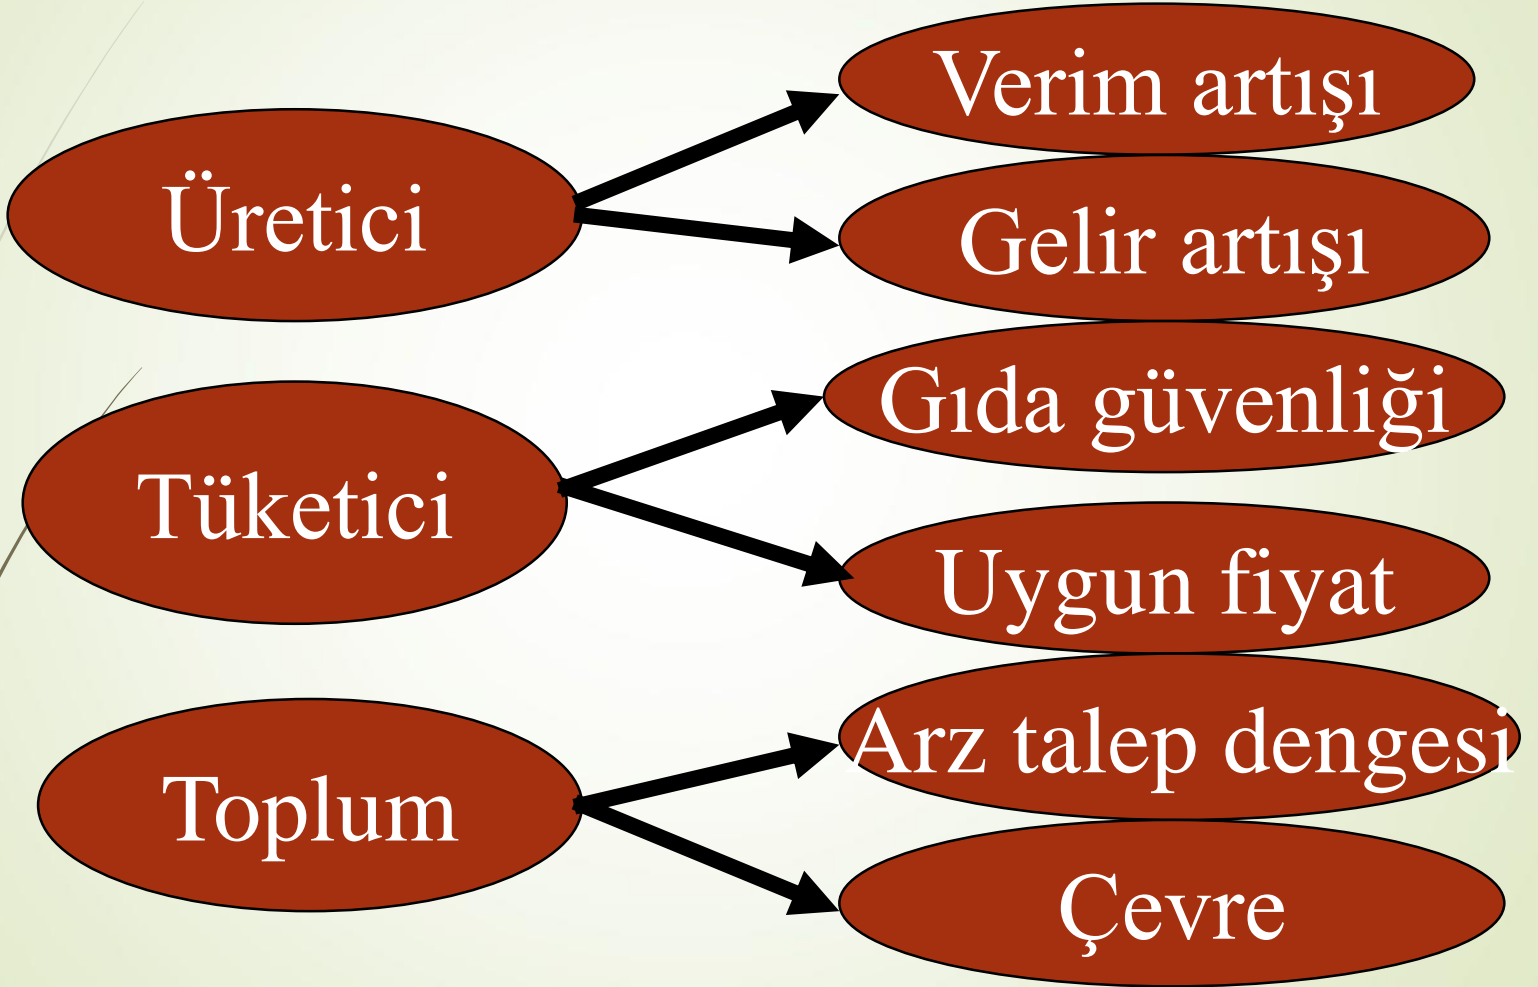 Üretici
Verim artışı
Gelir artışı
Tüketici
Gıda güvenliği
Uygun fiyat
Toplum
Arz talep dengesi
Çevre